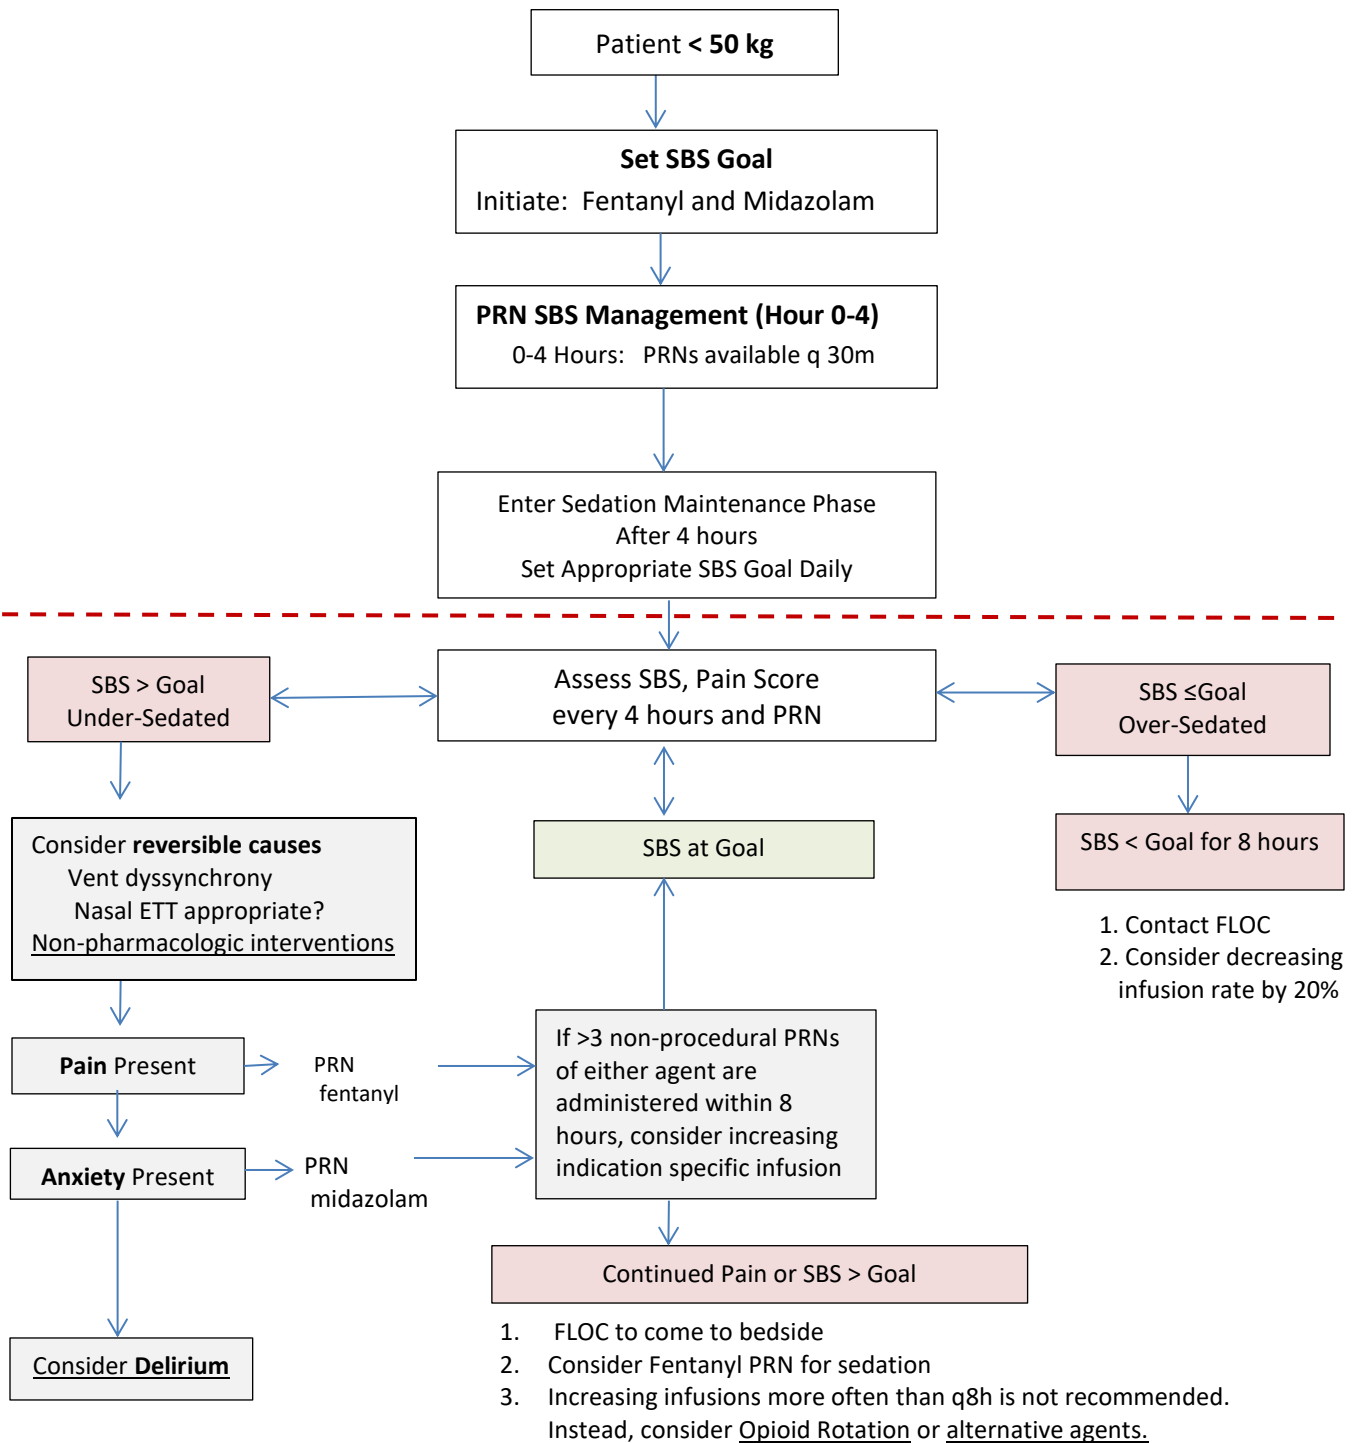 Patient < 50 kg
Set SBS Goal
Initiate: Fentanyl and Midazolam
PRN SBS Management (Hour 0-4)
0-4 Hours: PRNs available q 30m
Enter Sedation Maintenance Phase
After 4 hours
Set Appropriate SBS Goal Daily
SBS > Goal
Under-Sedated
Assess SBS, Pain Score
every 4 hours and PRN
SBS ≤Goal
Over-Sedated
Consider reversible causes
Vent dyssynchrony
Nasal ETT appropriate?
Non-pharmacologic interventions
SBS at Goal
SBS < Goal for 8 hours
1. Contact FLOC
2. Consider decreasing
infusion rate by 20%
Pain Present
PRN
fentanyl
Anxiety Present
PRN
midazolam
If >3 non-procedural PRNs
of either agent are
administered within 8
hours, consider increasing
indication specific infusion
Continued Pain or SBS > Goal
Consider Delirium
1. FLOC to come to bedside
2. Consider Fentanyl PRN for sedation
3. Increasing infusions more often than q8h is not recommended.
Instead, consider Opioid Rotation or alternative agents.